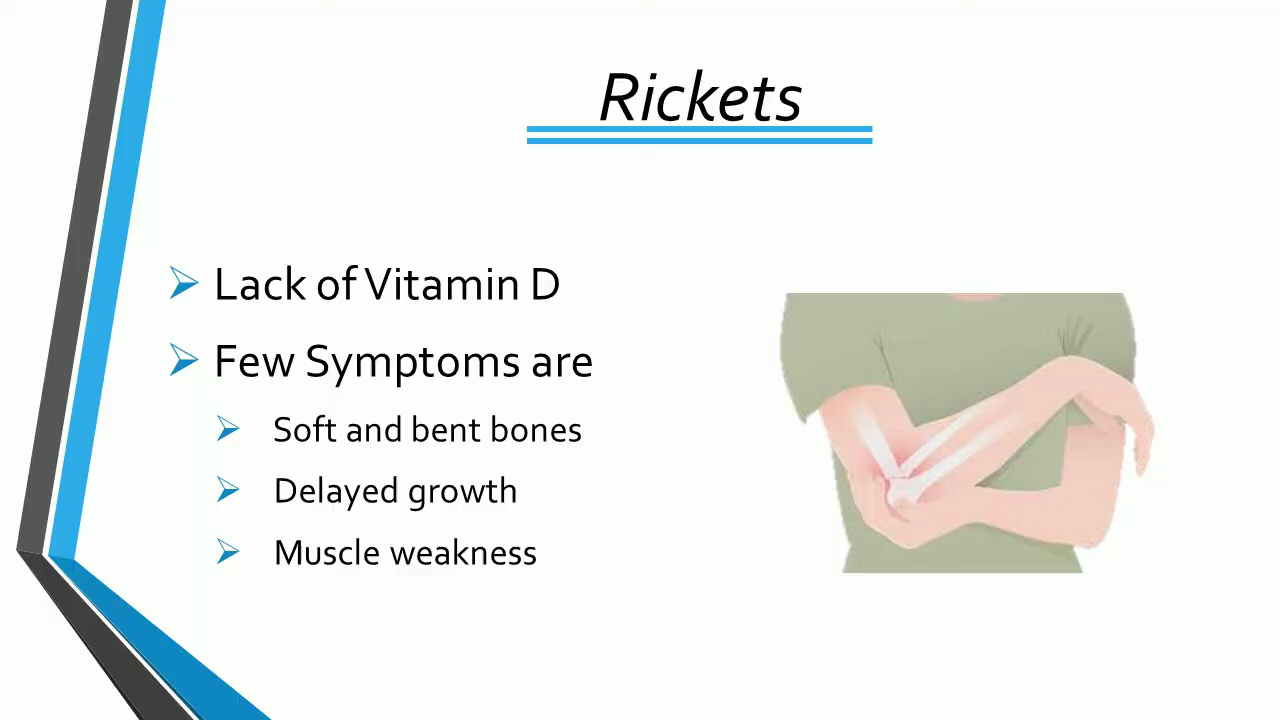 Rickets
Lack of Vitamin D
Few Symptoms are
Soft and bent bones
Delayed growth
Muscle weakness